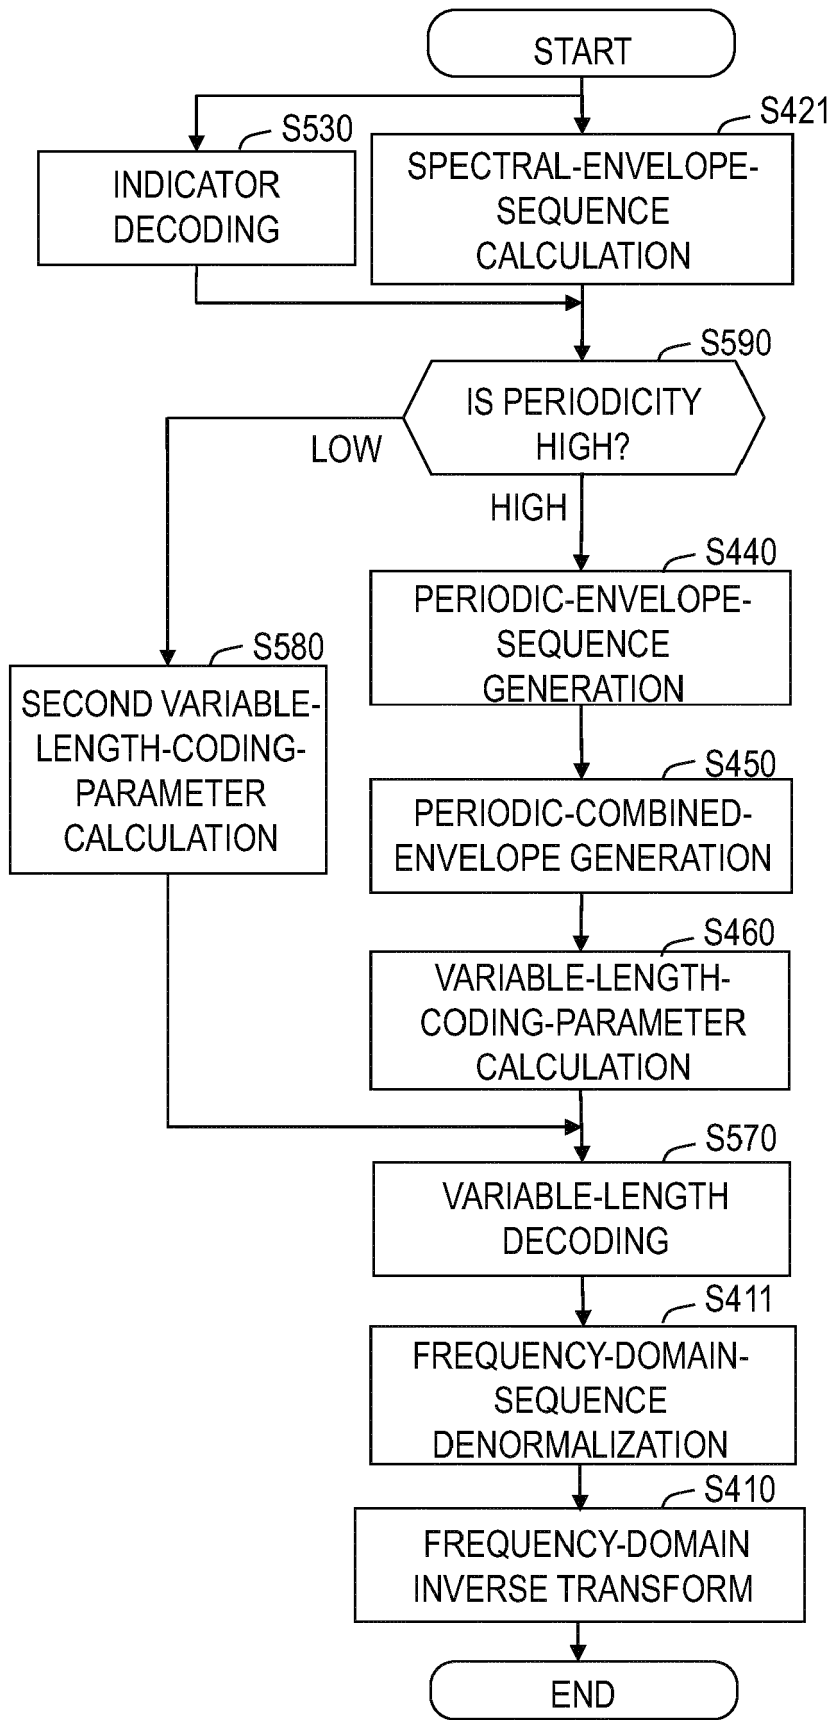 START
S530
INDICATOR
DECODING
S421
SPECTRAL-ENVELOPE-
SEQUENCE
CALCULATION
S590
IS PERIODICITY
HIGH?
LOW
HIGH
S440
PERIODIC-ENVELOPE-
SEQUENCE
GENERATION
S580
SECOND VARIABLE-
LENGTH-CODING-
PARAMETER
CALCULATION
S450
PERIODIC-COMBINED-
ENVELOPE GENERATION
S460
VARIABLE-LENGTH-
CODING-PARAMETER
CALCULATION
S570
VARIABLE-LENGTH
DECODING
S411
FREQUENCY-DOMAIN-
SEQUENCE
DENORMALIZATION
S410
FREQUENCY-DOMAIN
INVERSE TRANSFORM
END